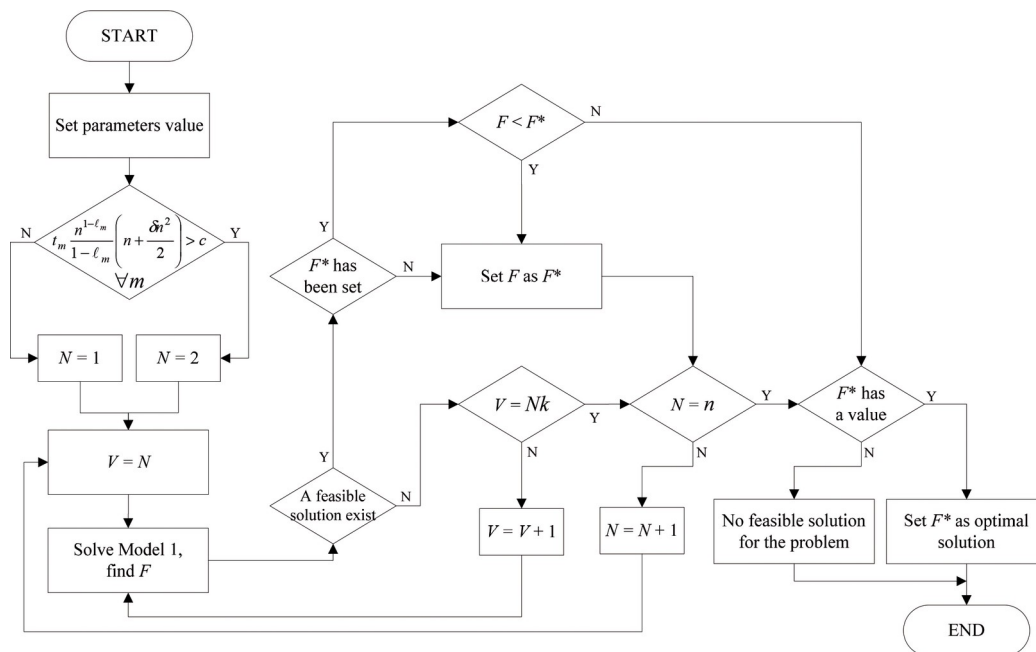 START
Set parameters value
N
t_m n^{1-ℓ_m} / (1-ℓ_m) (n + δn² / 2) > c
∀m
Y
N = 1
N = 2
V = N
Solve Model 1,
find F
A feasible
solution exist
Y
N
F* has
been set
Y
N
F < F*
N
Y
Set F as F*
V = Nk
Y
N
V = V + 1
N = n
Y
N
N = N + 1
F* has
a value
Y
N
No feasible solution
for the problem
Set F* as optimal
solution
END